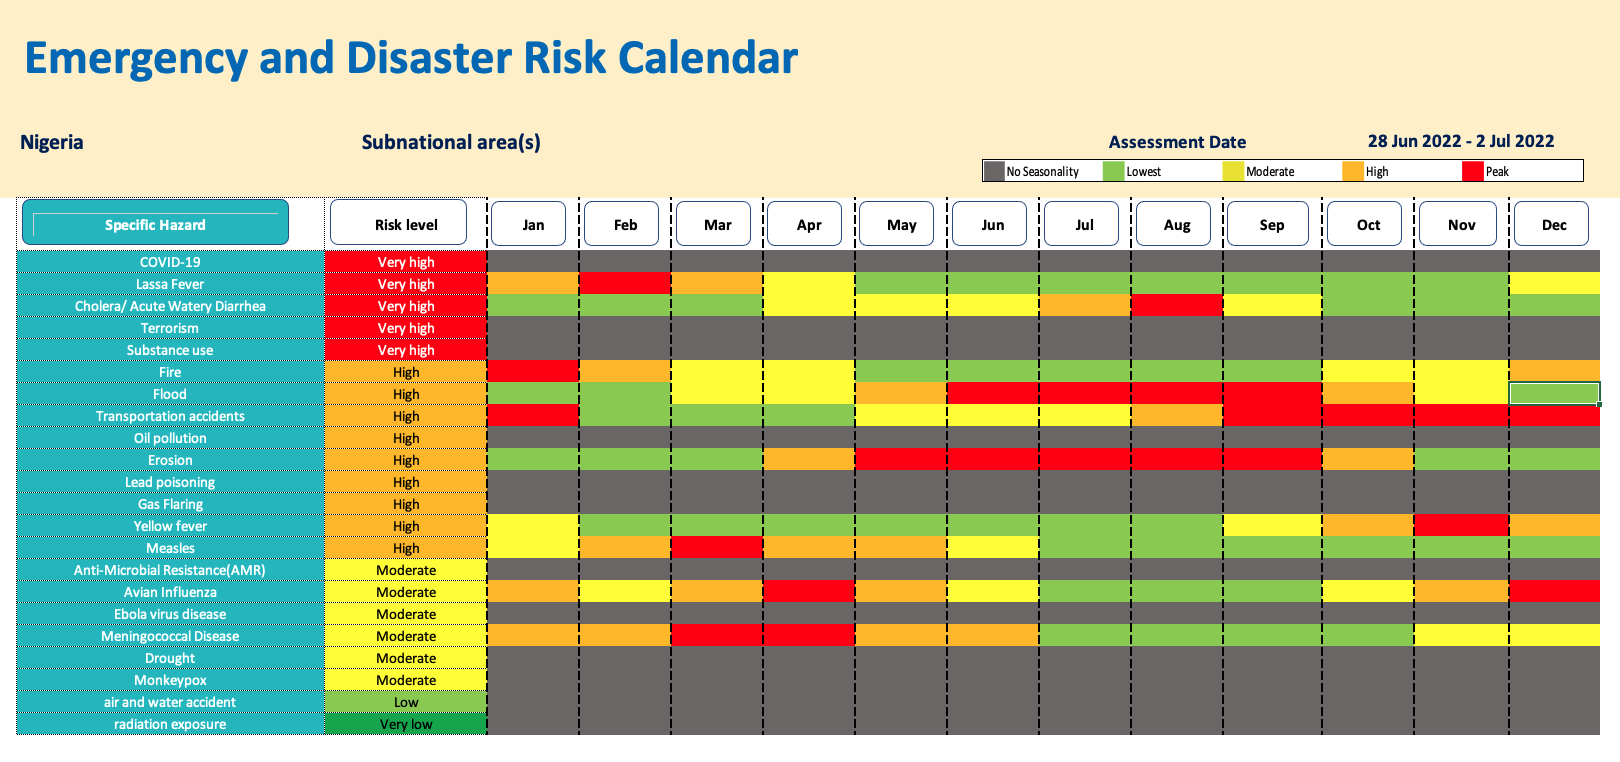 Emergency and Disaster Risk Calendar
Nigeria Subnational area(s) Assessment Date 28 Jun 2022 - 2 Jul 2022
No Seasonality Lowest Moderate High Peak
Specific Hazard Risk level Jan Feb Mar Apr May Jun Jul Aug Sep Oct Nov Dec
COVID-19 Very high
Lassa Fever Very high
Cholera/ Acute Watery Diarrhea Very high
Terrorism Very high
Substance use Very high
Fire High
Flood High
Transportation accidents High
Oil pollution High
Erosion High
Lead poisoning High
Gas Flaring High
Yellow fever High
Measles High
Anti-Microbial Resistance(AMR) Moderate
Avian Influenza Moderate
Ebola virus disease Moderate
Meningococcal Disease Moderate
Drought Moderate
Monkeypox Moderate
air and water accident Low
radiation exposure Very low